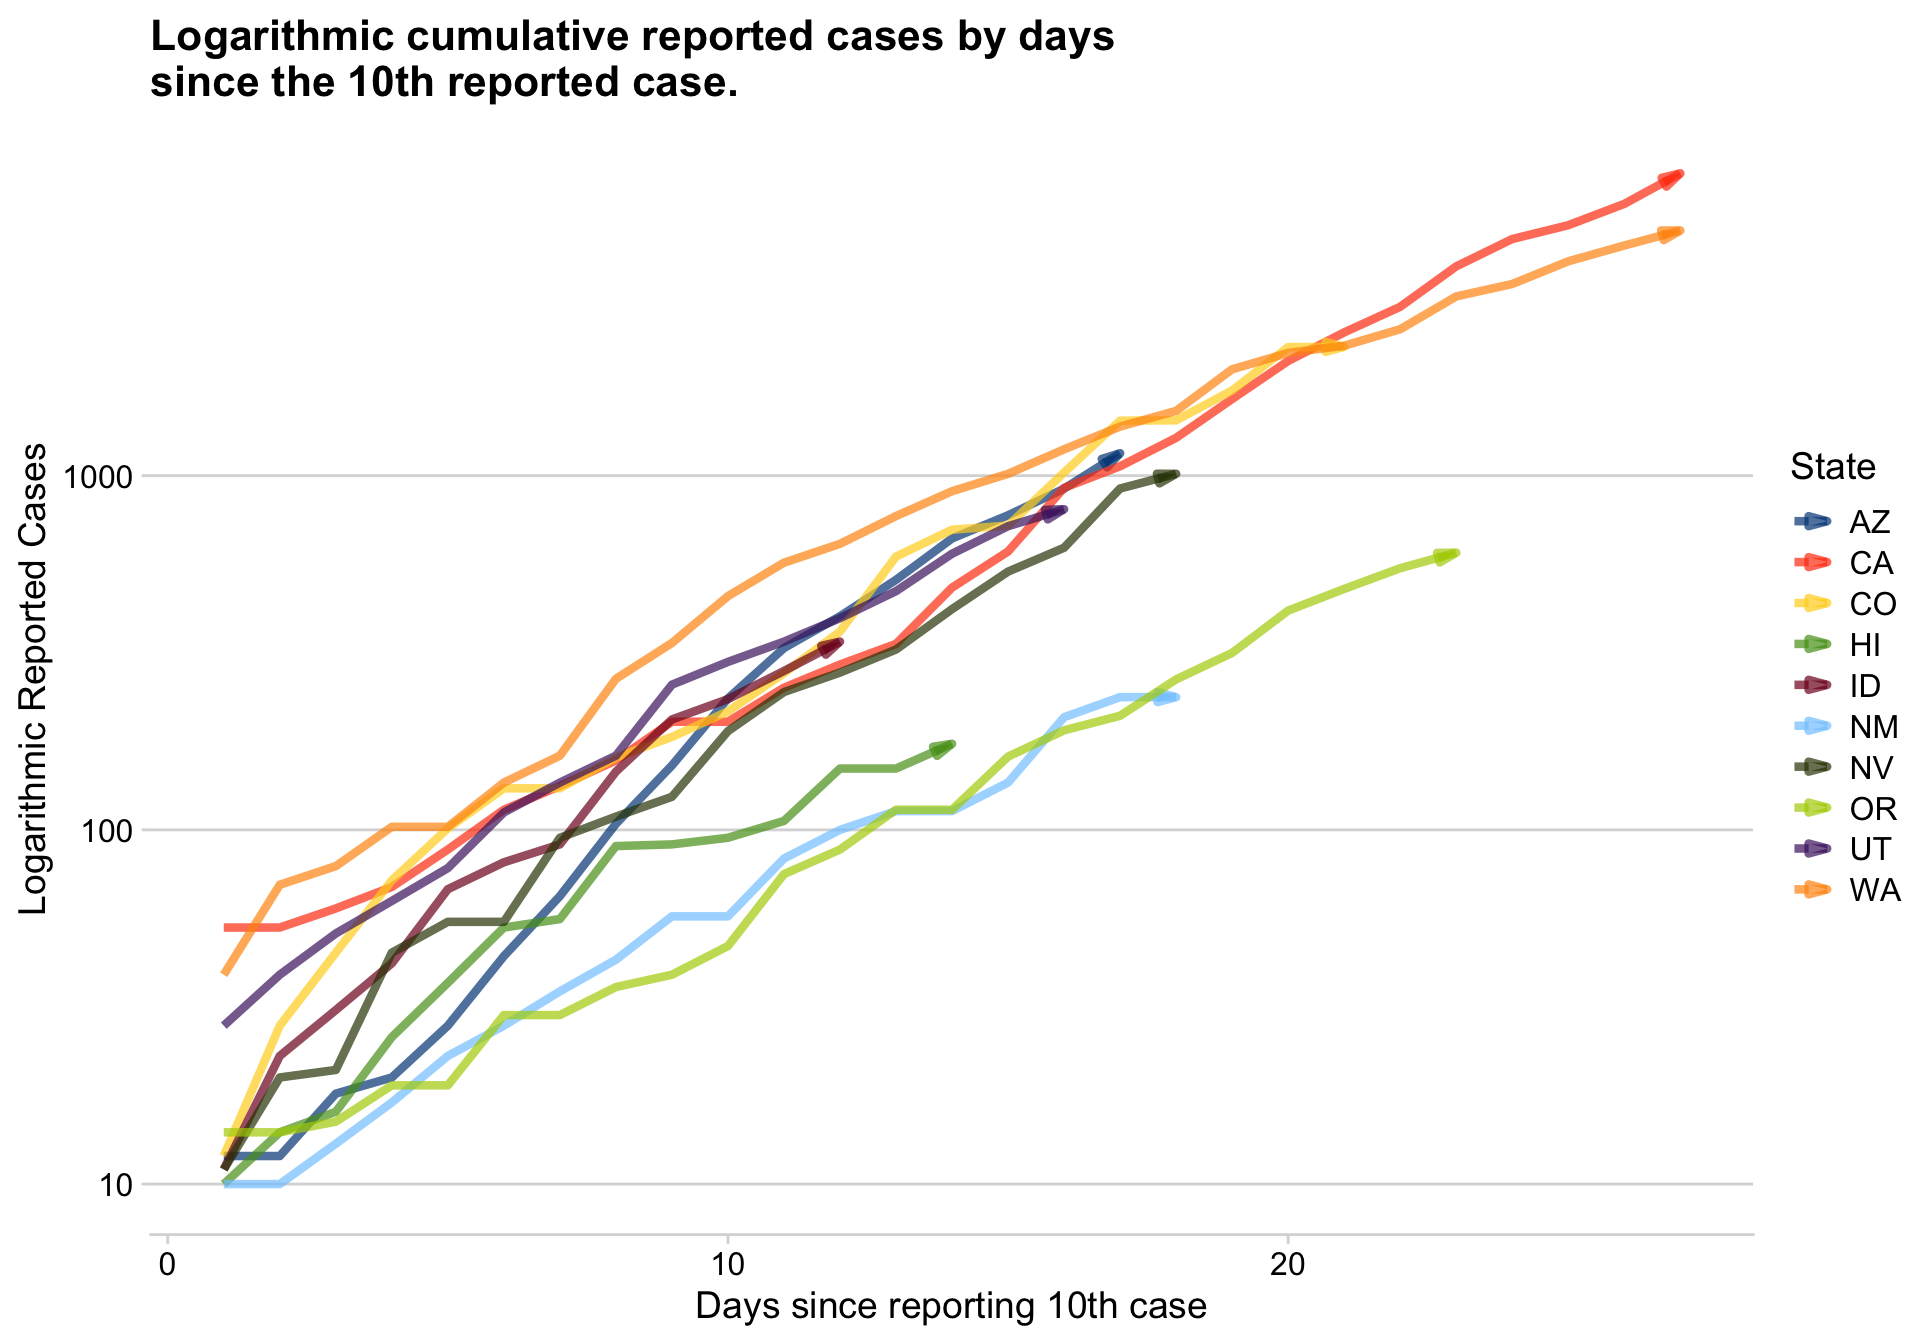 Logarithmic cumulative reported cases by days
since the 10th reported case.
Logarithmic Reported Cases
1000
100
10
0
10
20
Days since reporting 10th case
State
AZ
CA
CO
HI
ID
NM
NV
OR
UT
WA